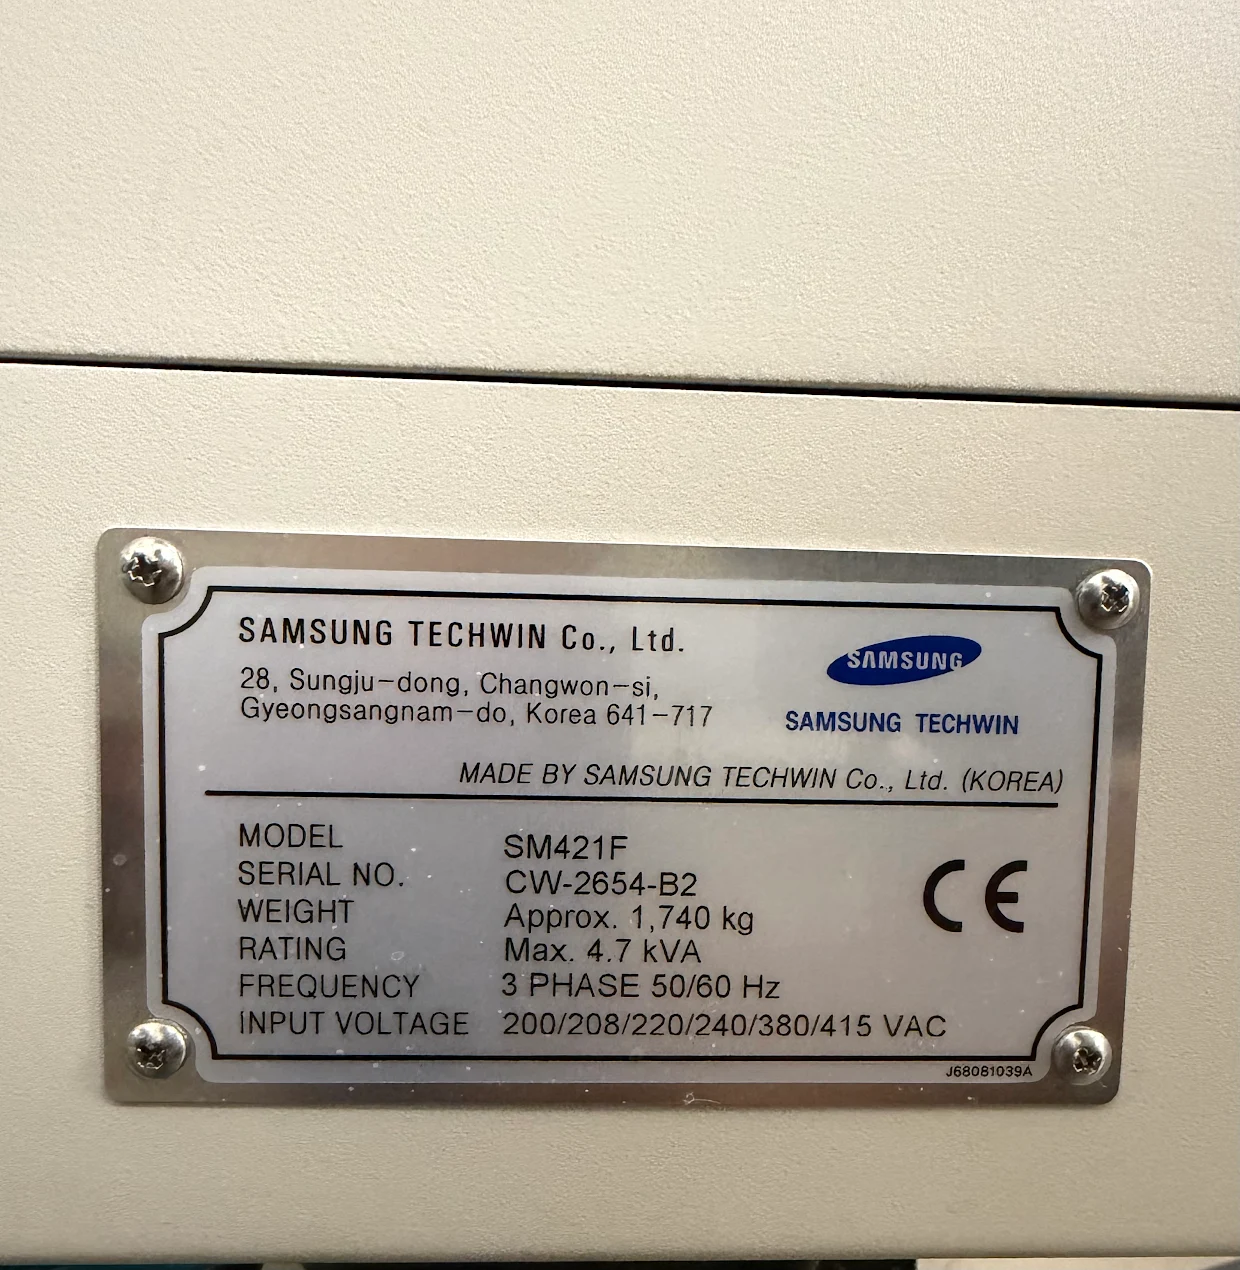 SAMSUNG TECHWIN Co., Ltd.
28, Sungju-dong, Changwon-si,
Gyeongsangnam-do, Korea 641-717
SAMSUNG
SAMSUNG TECHWIN
MADE BY SAMSUNG TECHWIN Co., Ltd. (KOREA)
MODEL SM421F
SERIAL NO. CW-2654-B2
WEIGHT Approx. 1,740 kg
RATING Max. 4.7 kVA
FREQUENCY 3 PHASE 50/60 Hz
INPUT VOLTAGE 200/208/220/240/380/415 VAC
CE
J68081039A